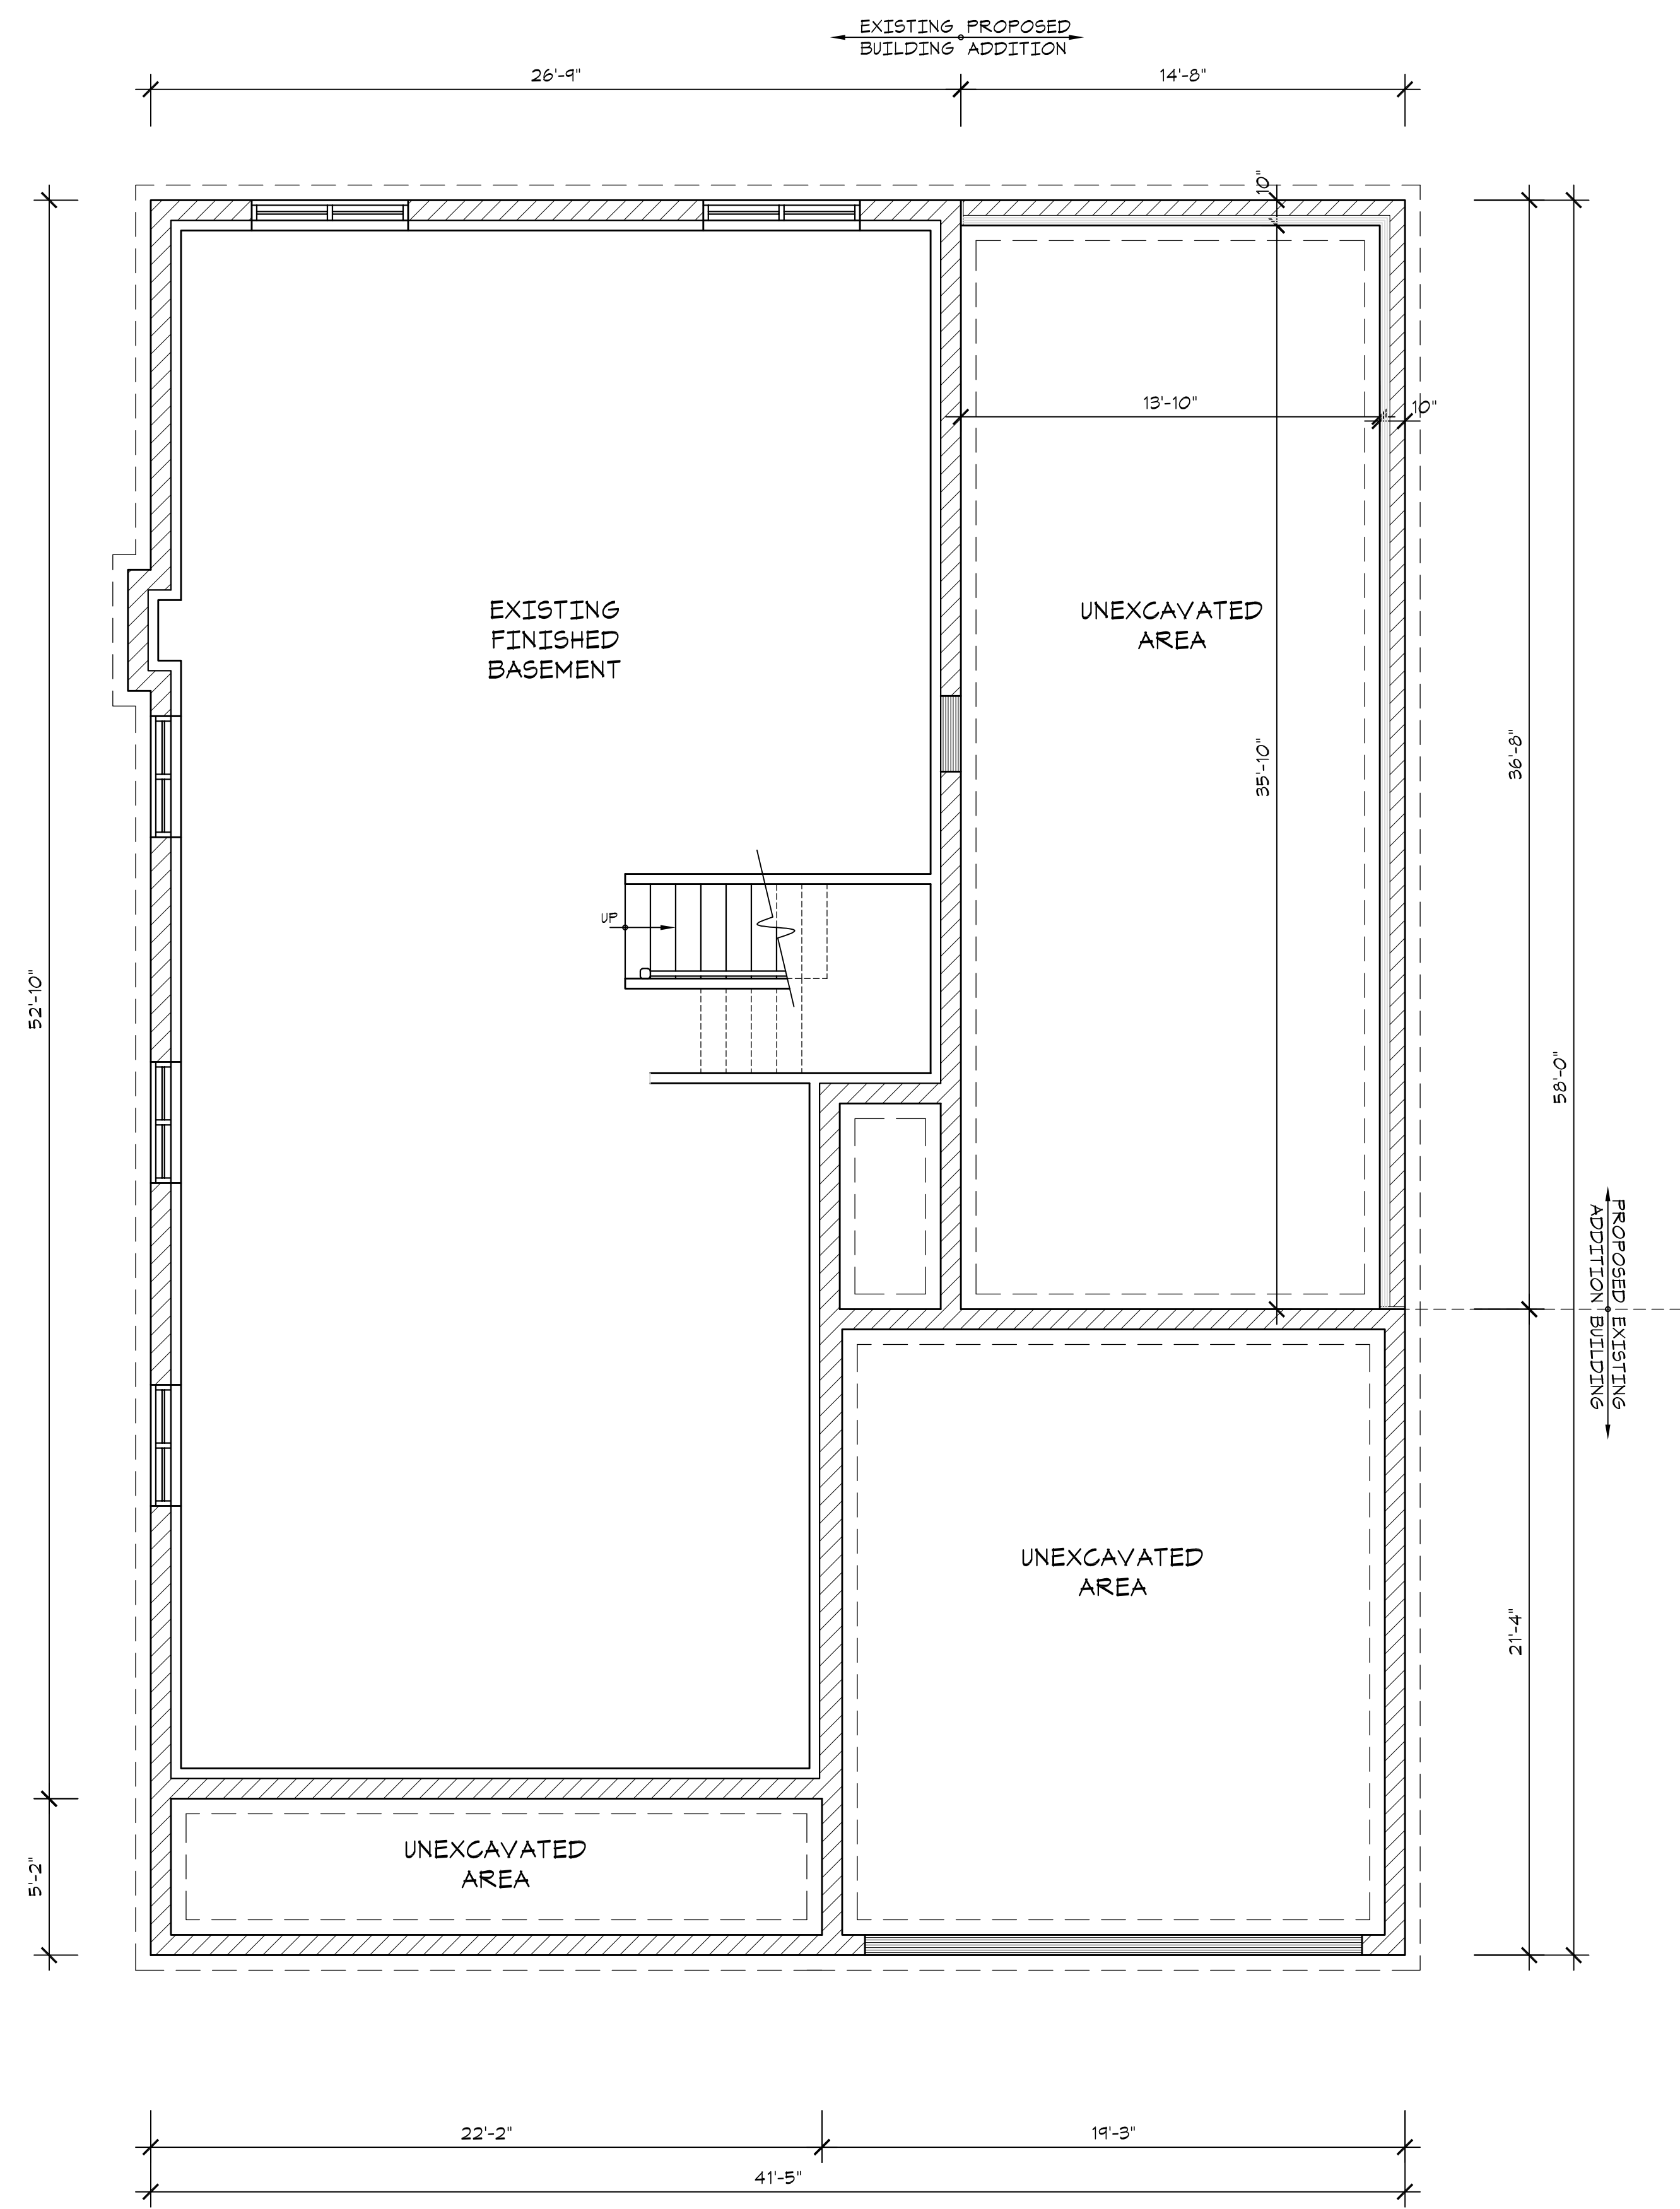 EXISTING PROPOSED
BUILDING ADDITION
26'-9"
14'-8"
10"
13'-10"
10"
EXISTING
FINISHED
BASEMENT
UNEXCAVATED
AREA
35'-10"
36'-8"
UP
52'-10"
58'-0"
PROPOSED EXISTING
ADDITION BUILDING
UNEXCAVATED
AREA
21'-4"
UNEXCAVATED
AREA
5'-2"
22'-2"
19'-3"
41'-5"